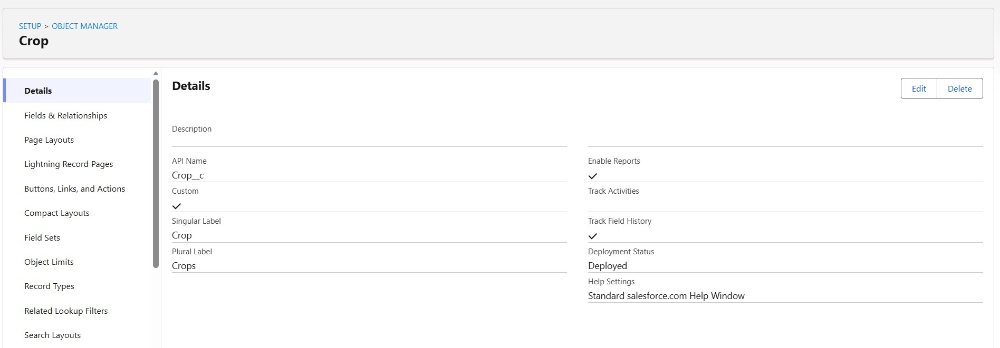 SETUP > OBJECT MANAGER
Crop
Details
Fields & Relationships
Page Layouts
Lightning Record Pages
Buttons, Links, and Actions
Compact Layouts
Field Sets
Object Limits
Record Types
Related Lookup Filters
Search Layouts
Details
Edit
Delete
Description
API Name
Crop__c
Custom
Singular Label
Crop
Plural Label
Crops
Enable Reports
Track Activities
Track Field History
Deployment Status
Deployed
Help Settings
Standard salesforce.com Help Window